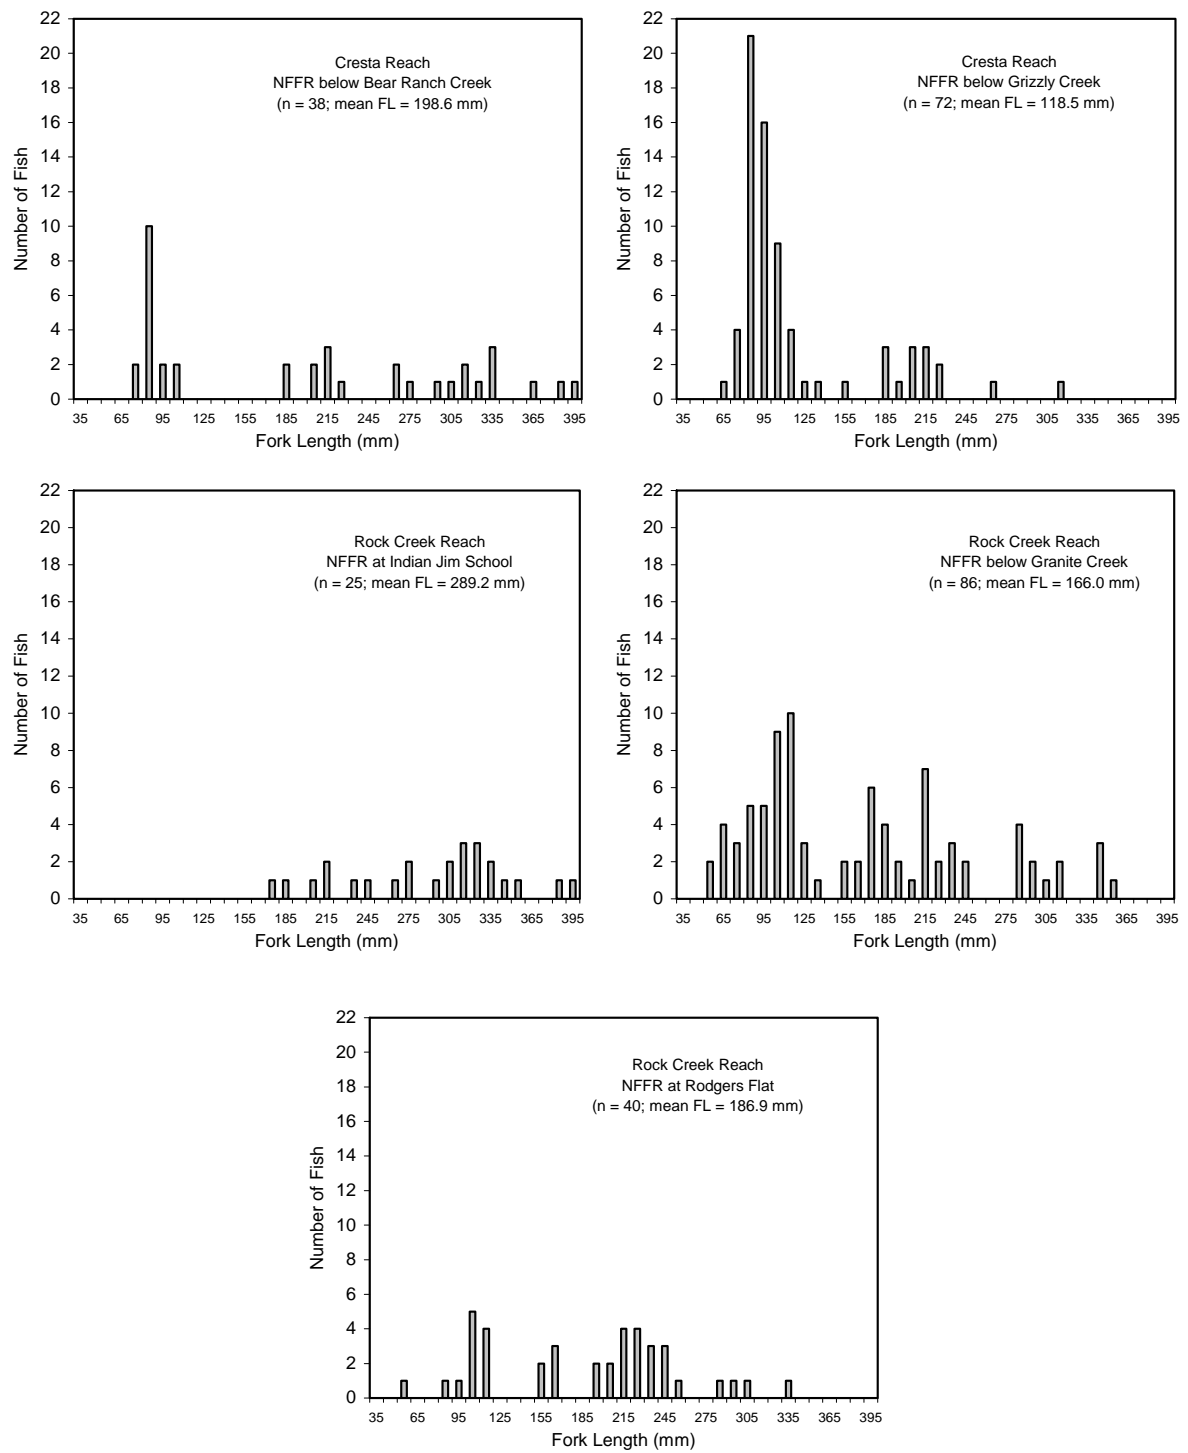 22
20
18
16
14
12
10
8
6
4
2
0
Number of Fish
Cresta Reach
NFFR below Bear Ranch Creek
(n = 38; mean FL = 198.6 mm)
35 65 95 125 155 185 215 245 275 305 335 365 395
Fork Length (mm)
22
20
18
16
14
12
10
8
6
4
2
0
Number of Fish
Cresta Reach
NFFR below Grizzly Creek
(n = 72; mean FL = 118.5 mm)
35 65 95 125 155 185 215 245 275 305 335 365 395
Fork Length (mm)
22
20
18
16
14
12
10
8
6
4
2
0
Number of Fish
Rock Creek Reach
NFFR at Indian Jim School
(n = 25; mean FL = 289.2 mm)
35 65 95 125 155 185 215 245 275 305 335 365 395
Fork Length (mm)
22
20
18
16
14
12
10
8
6
4
2
0
Number of Fish
Rock Creek Reach
NFFR below Granite Creek
(n = 86; mean FL = 166.0 mm)
35 65 95 125 155 185 215 245 275 305 335 365 395
Fork Length (mm)
22
20
18
16
14
12
10
8
6
4
2
0
Number of Fish
Rock Creek Reach
NFFR at Rodgers Flat
(n = 40; mean FL = 186.9 mm)
35 65 95 125 155 185 215 245 275 305 335 365 395
Fork Length (mm)